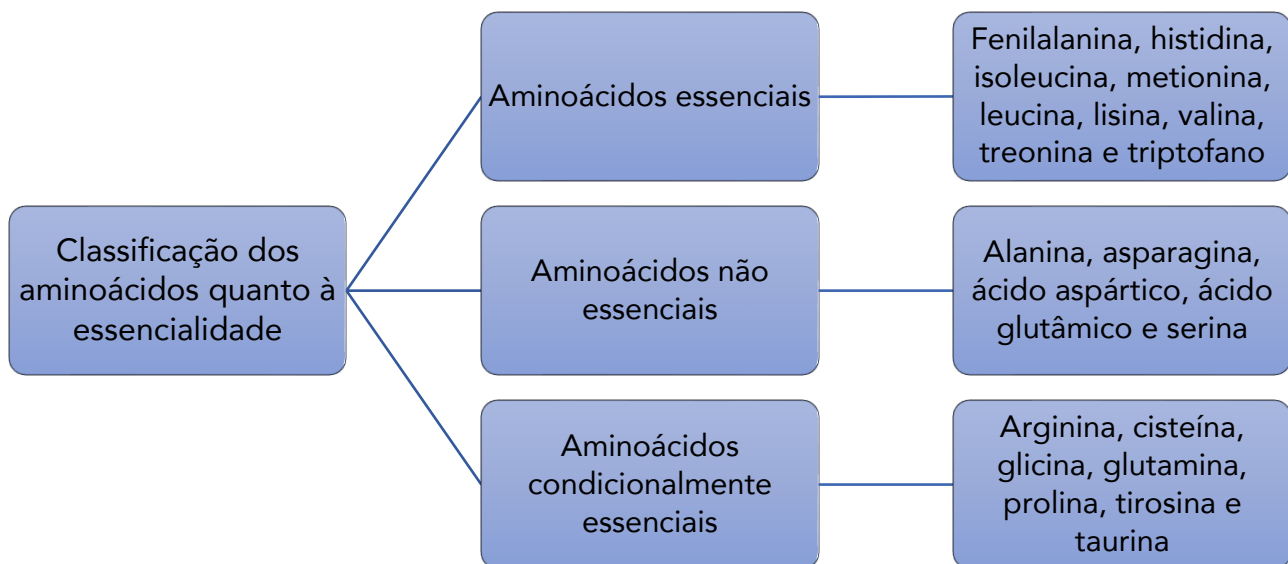 Classificação dos
aminoácidos quanto à
essencialidade
Aminoácidos essenciais
Fenilalanina, histidina,
isoleucina, metionina,
leucina, lisina, valina,
treonina e triptofano
Aminoácidos não
essenciais
Alanina, asparagina,
ácido aspártico, ácido
glutâmico e serina
Aminoácidos
condicionalmente
essenciais
Arginina, cisteína,
glicina, glutamina,
prolina, tirosina e
taurina